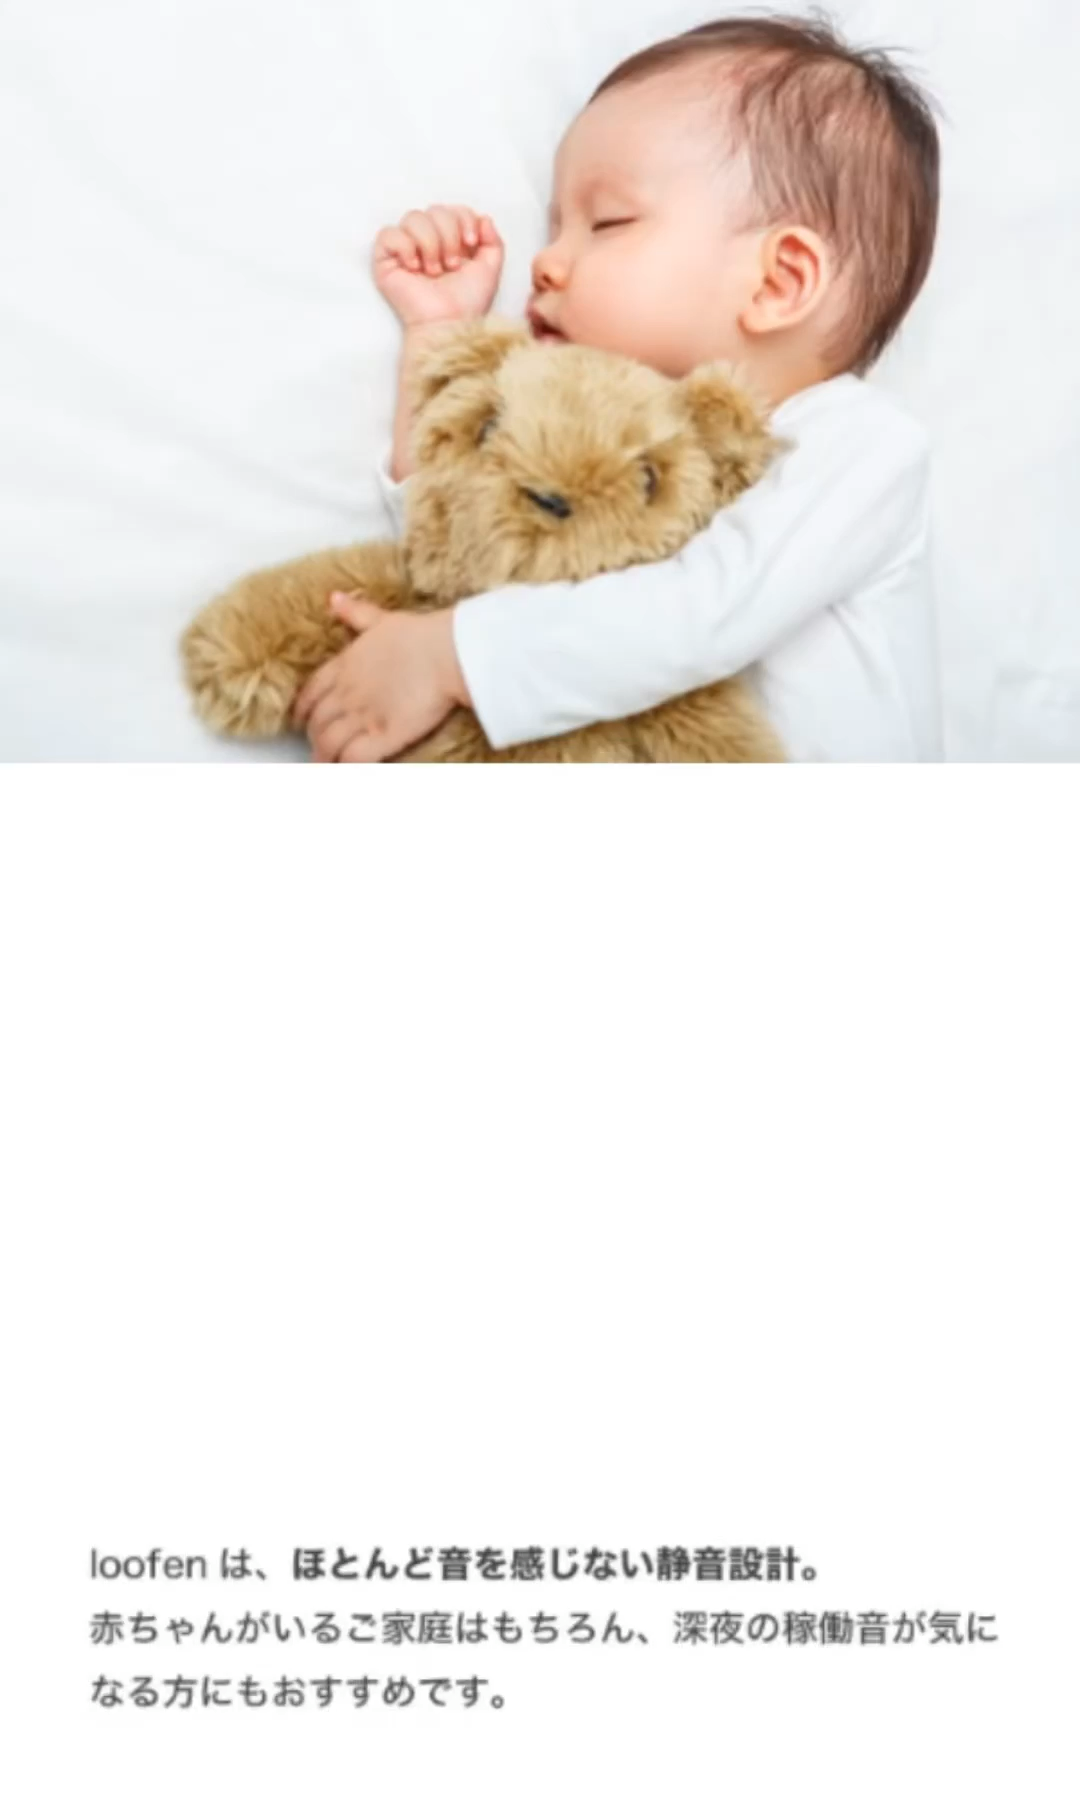 loofen は、ほとんど音を感じない静音設計。
赤ちゃんがいるご家庭はもちろん、深夜の稼働音が気に
なる方にもおすすめです。